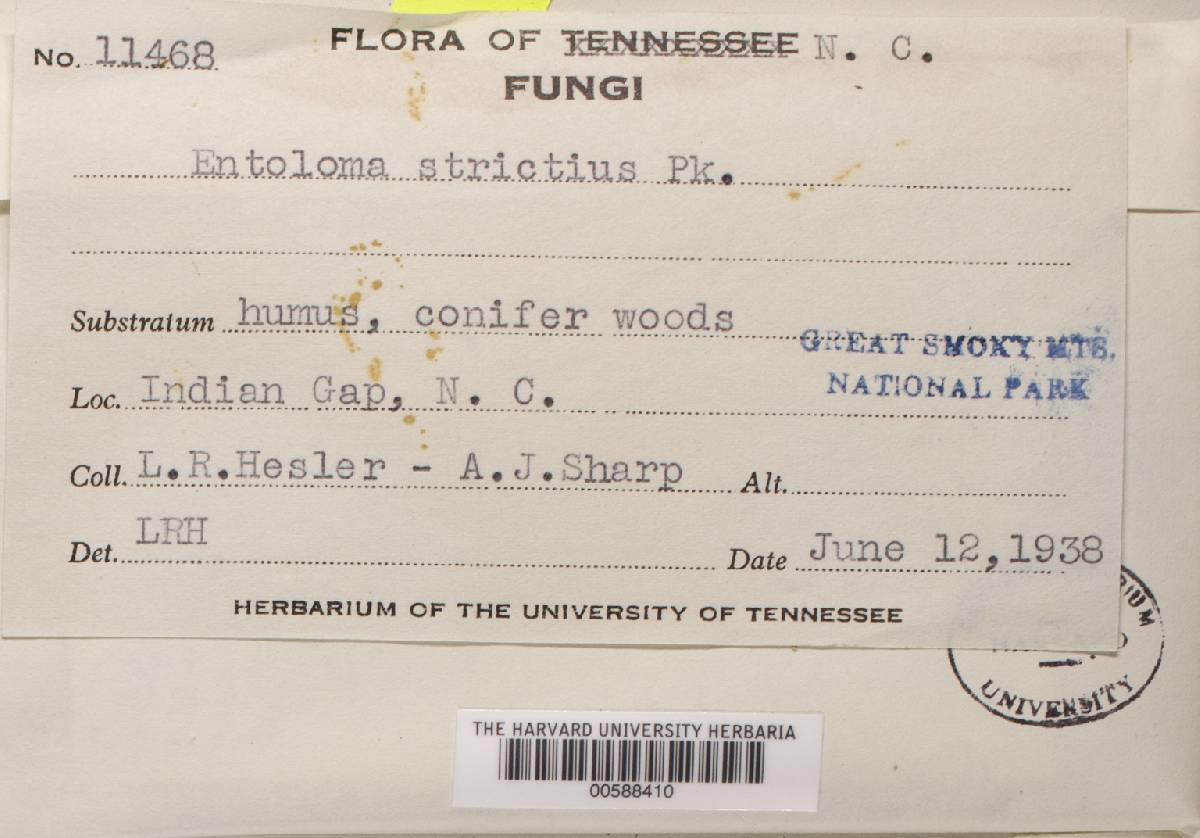 No. 11468 FLORA OF TENNESSEE N. C.
FUNGI
Entoloma strictius Pk.
Substratum humus, conifer woods
GREAT SMOKY MTS.
NATIONAL PARK
Loc. Indian Gap, N. C.
Coll. L.R.Hesler - A.J.Sharp Alt.
Det. LRH Date June 12,1938
HERBARIUM OF THE UNIVERSITY OF TENNESSEE
UNIVERSITY
THE HARVARD UNIVERSITY HERBARIA
00588410